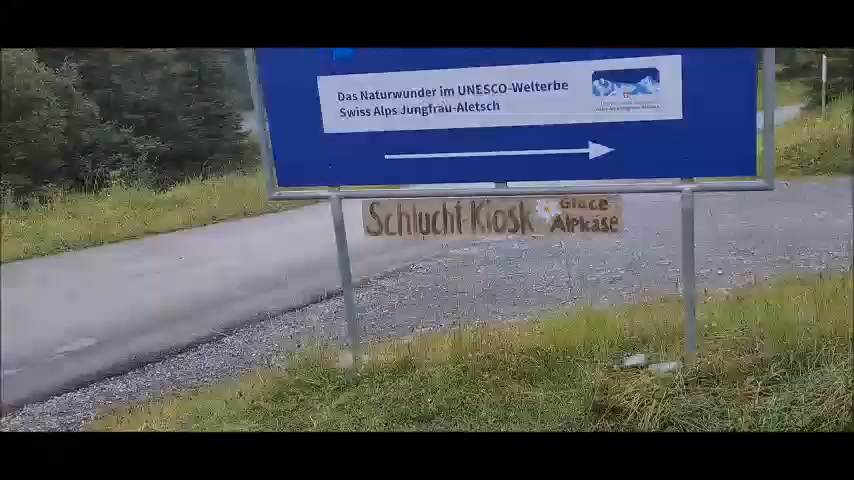 Das Naturwunder im UNESCO-Welterbe
Swiss Alps Jungfrau-Aletsch
Schlucht-Kiosk
Glace
Alpkäse